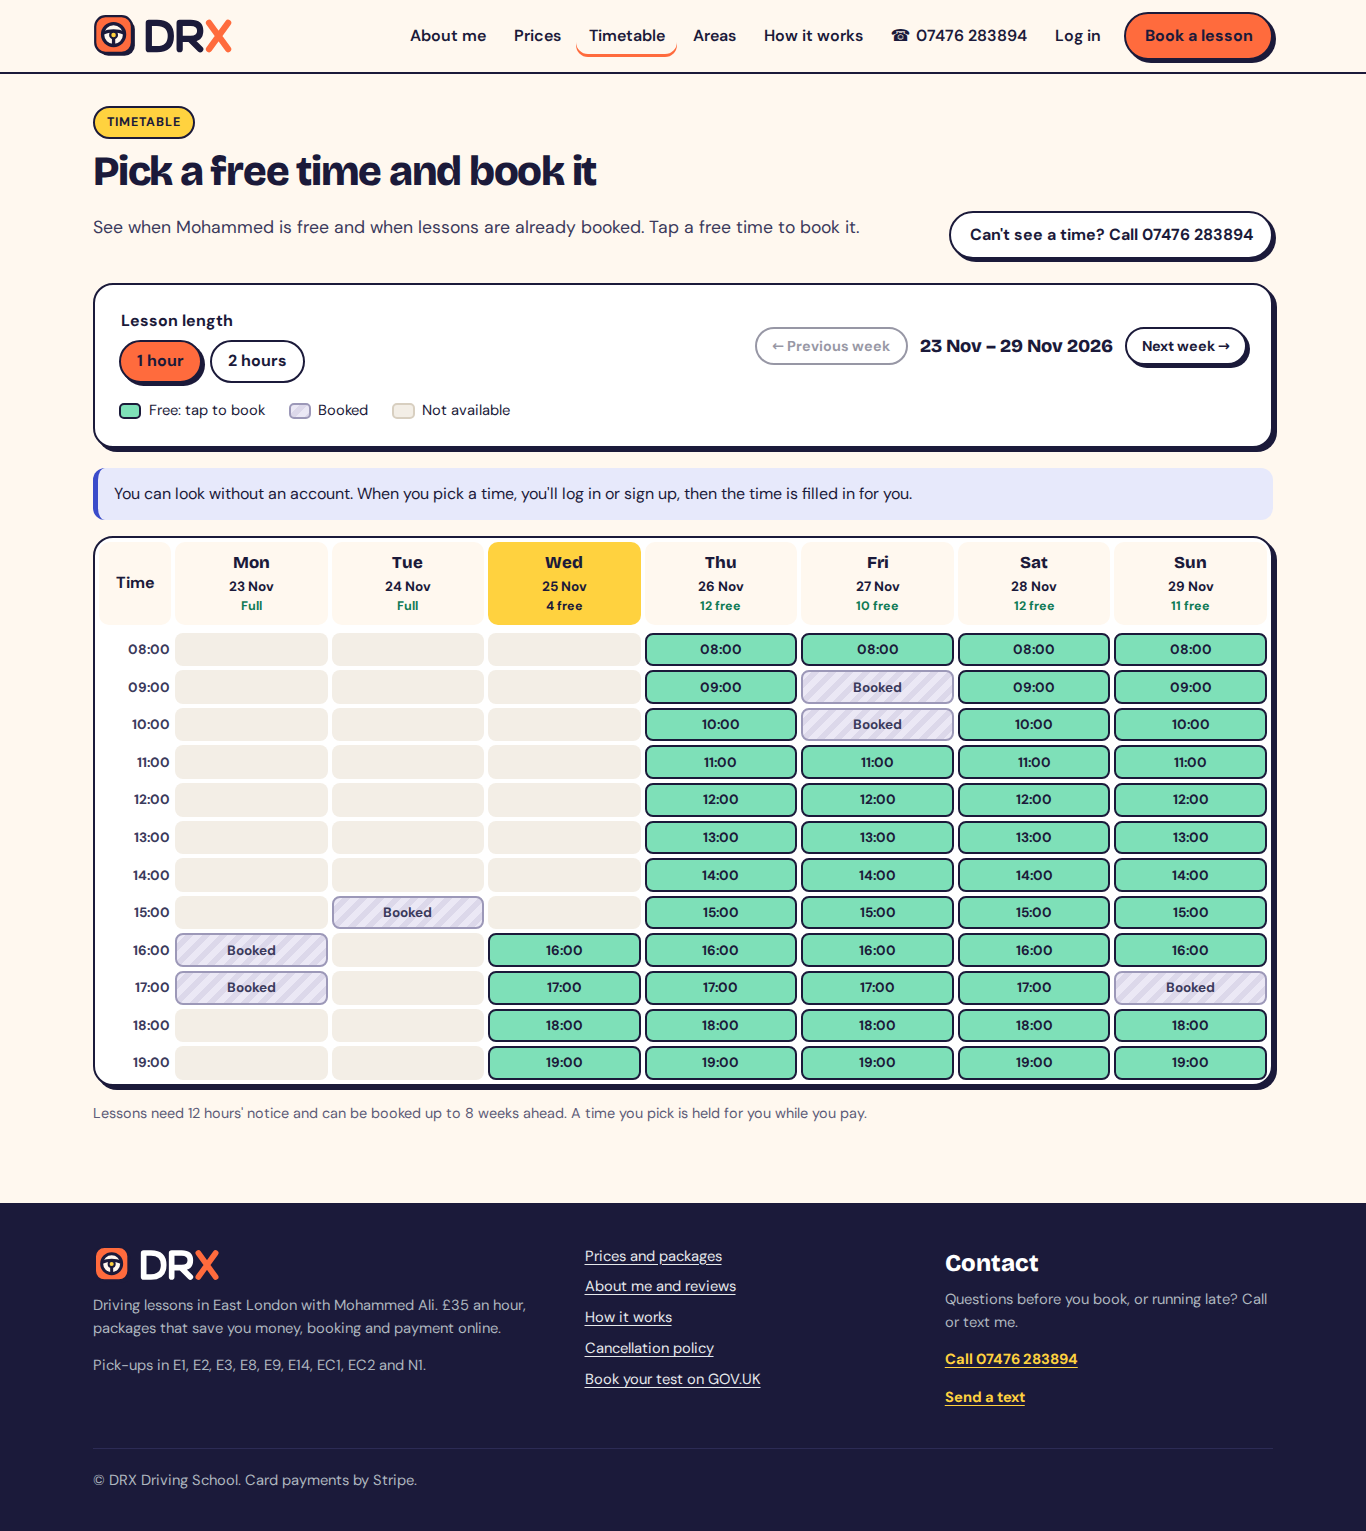 DRX
About me Prices Timetable Areas How it works ☎ 07476 283894 Log in Book a lesson
TIMETABLE
Pick a free time and book it
See when Mohammed is free and when lessons are already booked. Tap a free time to book it.
Can't see a time? Call 07476 283894
Lesson length
1 hour 2 hours
← Previous week 23 Nov – 29 Nov 2026 Next week →
Free: tap to book Booked Not available
You can look without an account. When you pick a time, you'll log in or sign up, then the time is filled in for you.
Time Mon Tue Wed Thu Fri Sat Sun
23 Nov 24 Nov 25 Nov 26 Nov 27 Nov 28 Nov 29 Nov
Full Full 4 free 12 free 10 free 12 free 11 free
08:00 08:00 08:00 08:00 08:00
09:00 09:00 Booked 09:00 09:00
10:00 10:00 Booked 10:00 10:00
11:00 11:00 11:00 11:00 11:00
12:00 12:00 12:00 12:00 12:00
13:00 13:00 13:00 13:00 13:00
14:00 14:00 14:00 14:00 14:00
15:00 Booked 15:00 15:00 15:00 15:00
16:00 Booked 16:00 16:00 16:00 16:00 16:00
17:00 Booked 17:00 17:00 17:00 17:00 Booked
18:00 18:00 18:00 18:00 18:00 18:00
19:00 19:00 19:00 19:00 19:00 19:00
Lessons need 12 hours' notice and can be booked up to 8 weeks ahead. A time you pick is held for you while you pay.
DRX
Driving lessons in East London with Mohammed Ali. £35 an hour,
packages that save you money, booking and payment online.
Pick-ups in E1, E2, E3, E8, E9, E14, EC1, EC2 and N1.
Prices and packages
About me and reviews
How it works
Cancellation policy
Book your test on GOV.UK
Contact
Questions before you book, or running late? Call
or text me.
Call 07476 283894
Send a text
© DRX Driving School. Card payments by Stripe.